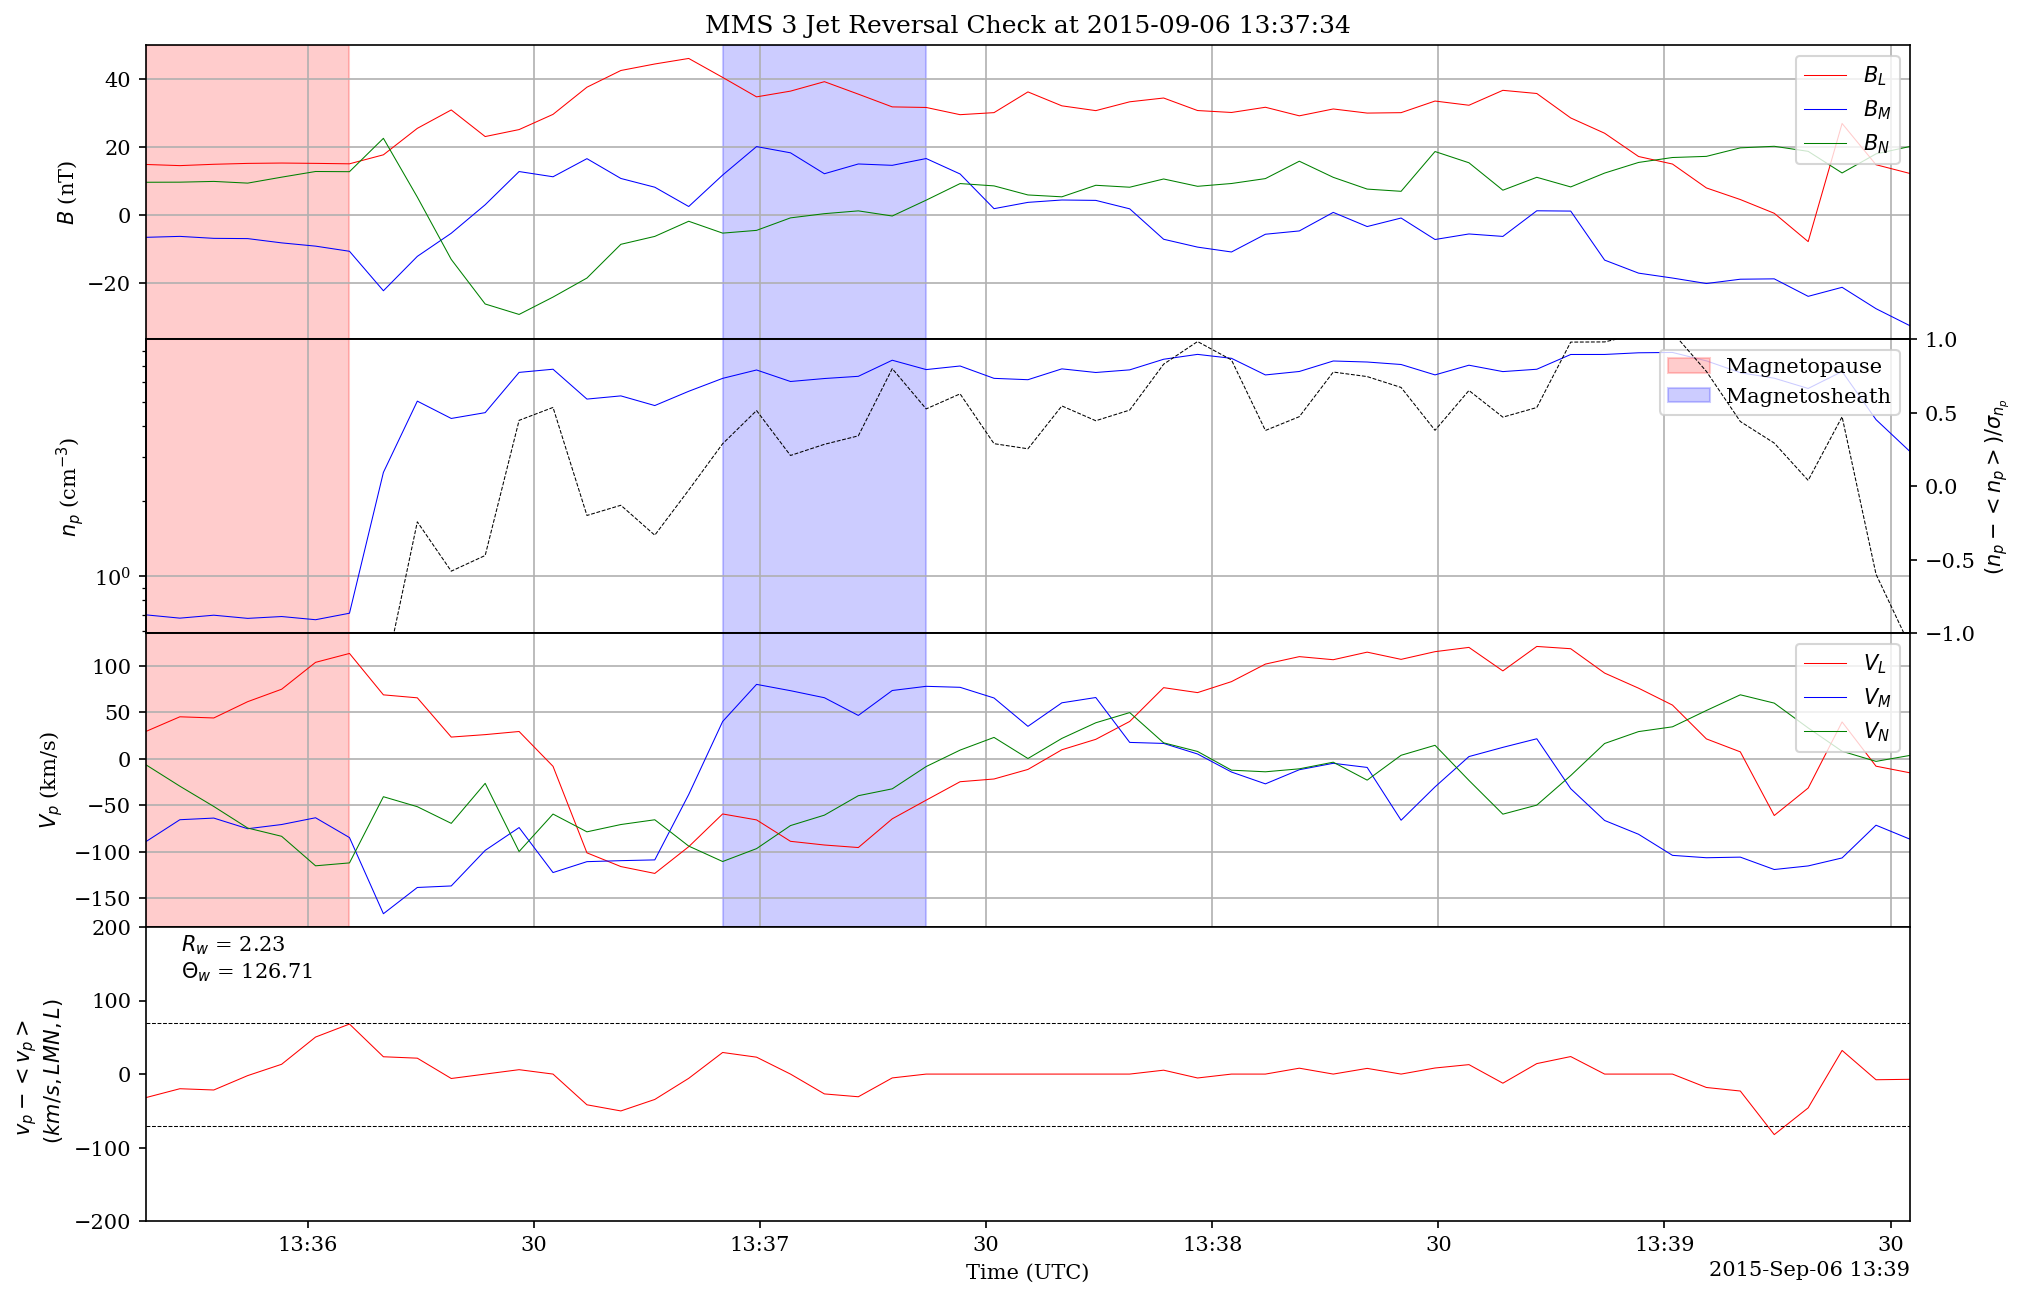 MMS 3 Jet Reversal Check at 2015-09-06 13:37:34
40
20
0
−20
B (nT)
B_L
B_M
B_N
10^0
n_p (cm^{−3})
Magnetopause
Magnetosheath
1.0
0.5
0.0
−0.5
−1.0
(n_p − < n_p >)/σ_{n_p}
100
50
0
−50
−100
−150
V_p (km/s)
V_L
V_M
V_N
200
100
0
−100
−200
v_p − < v_p >
(km/s, LMN, L)
R_w = 2.23
Θ_w = 126.71
13:36 30 13:37 30 13:38 30 13:39 30
Time (UTC)
2015-Sep-06 13:39